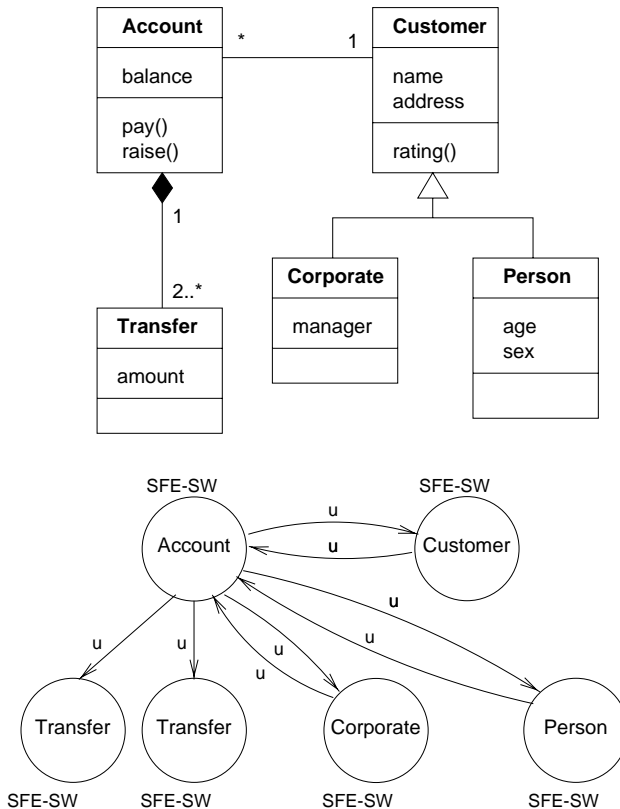 Account
balance
pay()
raise()
*
1
Customer
name
address
rating()
1
2..*
Transfer
amount
Corporate
manager
Person
age
sex
SFE-SW
SFE-SW
Account
u
u
Customer
u
u
u
u
u
u
Transfer
Transfer
Corporate
Person
SFE-SW
SFE-SW
SFE-SW
SFE-SW